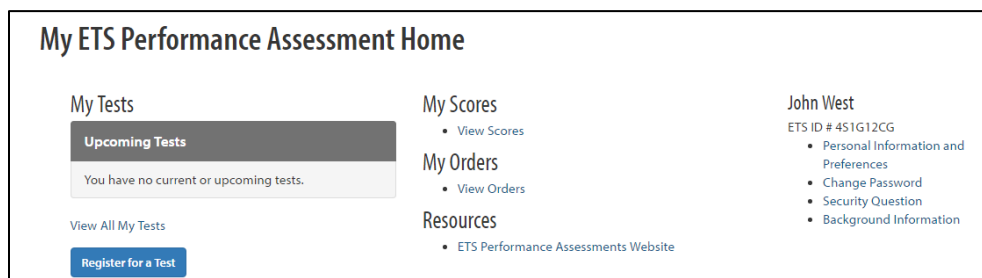 My ETS Performance Assessment Home
My Tests
Upcoming Tests
You have no current or upcoming tests.
View All My Tests
Register for a Test
My Scores
View Scores
My Orders
View Orders
Resources
ETS Performance Assessments Website
John West
ETS ID # 4S1G12CG
Personal Information and
Preferences
Change Password
Security Question
Background Information